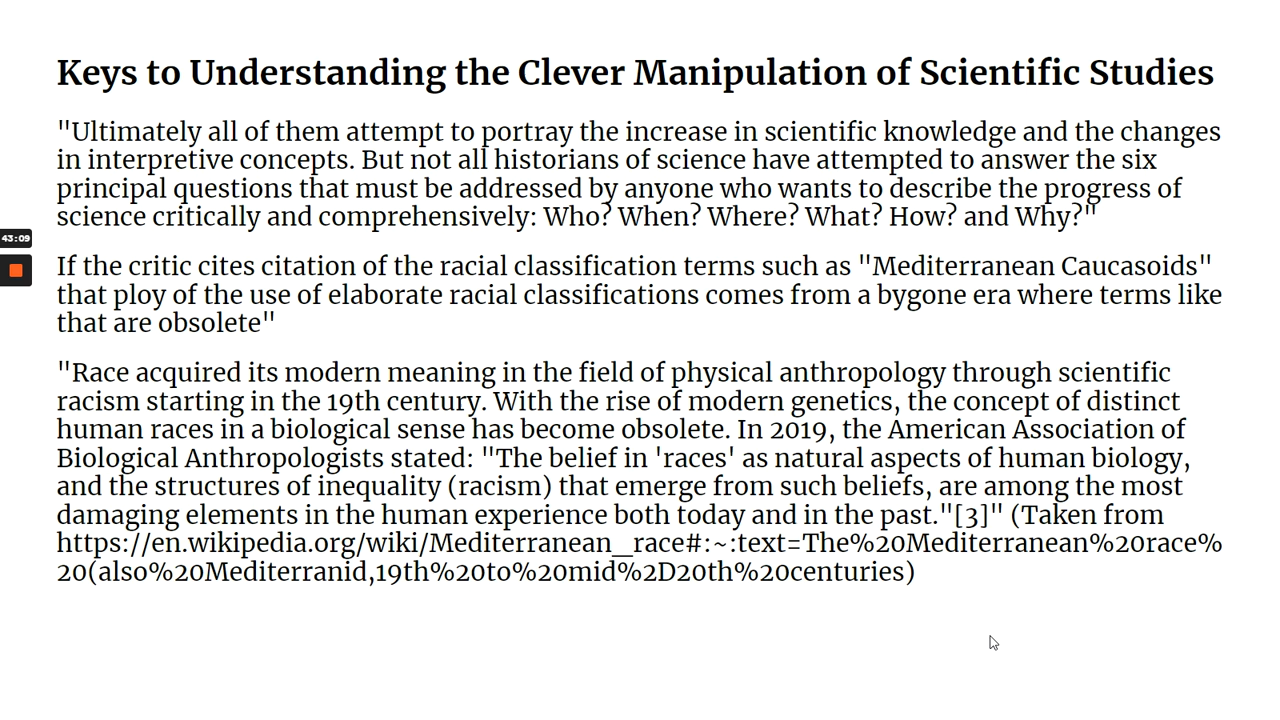 Keys to Understanding the Clever Manipulation of Scientific Studies
"Ultimately all of them attempt to portray the increase in scientific knowledge and the changes
in interpretive concepts. But not all historians of science have attempted to answer the six
principal questions that must be addressed by anyone who wants to describe the progress of
science critically and comprehensively: Who? When? Where? What? How? and Why?"
43:09
If the critic cites citation of the racial classification terms such as "Mediterranean Caucasoids"
that ploy of the use of elaborate racial classifications comes from a bygone era where terms like
that are obsolete"
"Race acquired its modern meaning in the field of physical anthropology through scientific
racism starting in the 19th century. With the rise of modern genetics, the concept of distinct
human races in a biological sense has become obsolete. In 2019, the American Association of
Biological Anthropologists stated: "The belief in 'races' as natural aspects of human biology,
and the structures of inequality (racism) that emerge from such beliefs, are among the most
damaging elements in the human experience both today and in the past."[3]" (Taken from
https://en.wikipedia.org/wiki/Mediterranean_race#:~:text=The%20Mediterranean%20race%
20(also%20Mediterranid,19th%20to%20mid%2D20th%20centuries)